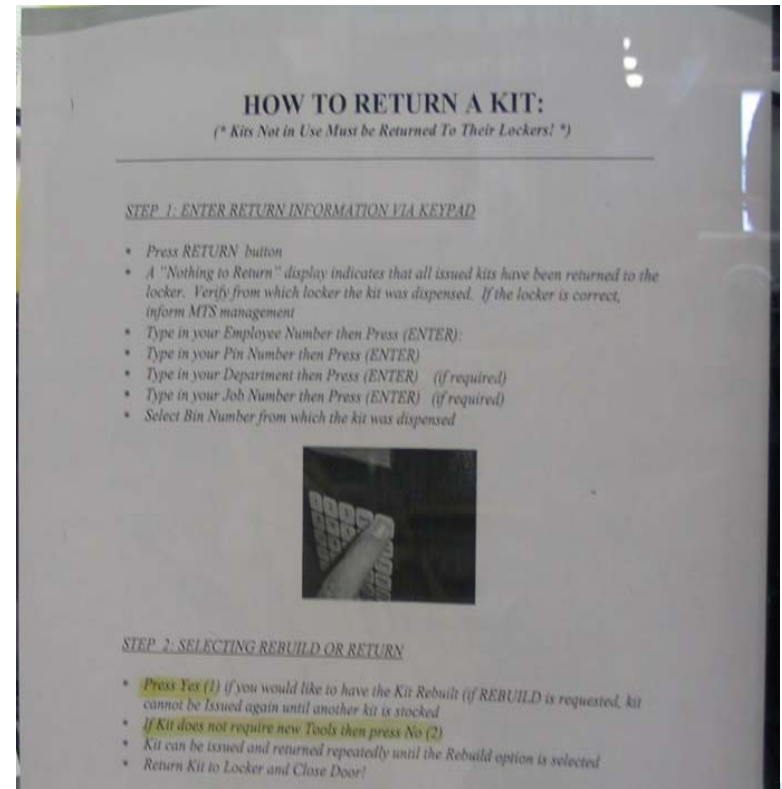 HOW TO RETURN A KIT:
(* Kits Not in Use Must be Returned To Their Lockers! *)
STEP 1: ENTER RETURN INFORMATION VIA KEYPAD
• Press RETURN button
• A "Nothing to Return" display indicates that all issued kits have been returned to the
locker. Verify from which locker the kit was dispensed. If the locker is correct,
inform MTS management
• Type in your Employee Number then Press (ENTER):
• Type in your Pin Number then Press (ENTER)
• Type in your Department then Press (ENTER) (if required)
• Type in your Job Number then Press (ENTER) (if required)
• Select Bin Number from which the kit was dispensed
STEP 2: SELECTING REBUILD OR RETURN
• Press Yes (1) if you would like to have the Kit Rebuilt (if REBUILD is requested, kit
cannot be Issued again until another kit is stocked
• If Kit does not require new Tools then press No (2)
• Kit can be issued and returned repeatedly until the Rebuild option is selected
• Return Kit to Locker and Close Door!